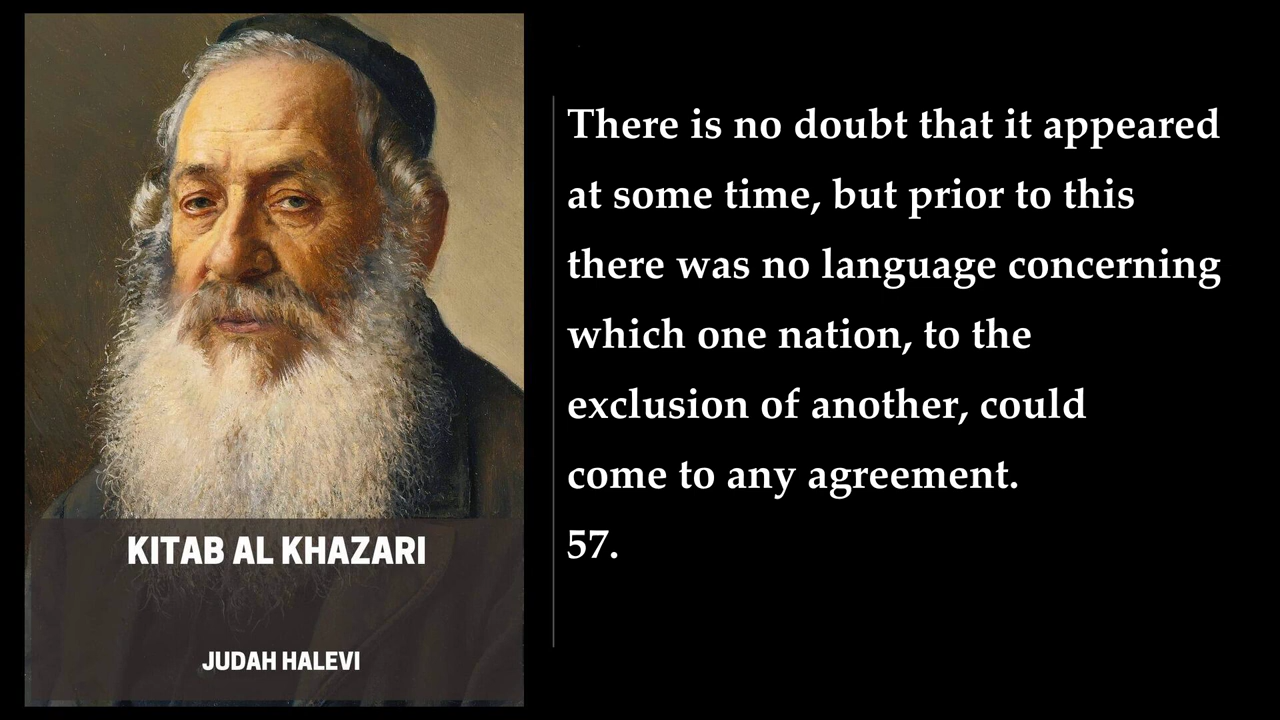 There is no doubt that it appeared
at some time, but prior to this
there was no language concerning
which one nation, to the
exclusion of another, could
come to any agreement.
57.
KITAB AL KHAZARI
JUDAH HALEVI